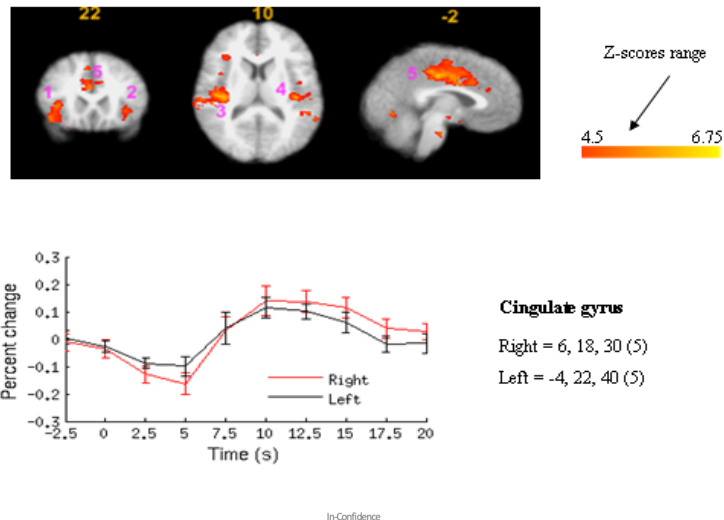 22
10
-2
5
1
2
3
4
5
Z-scores range
4.5
6.75
0.3
0.2
0.1
0
-0.1
-0.2
-0.3
Percent change
Right
Left
-2.5 0 2.5 5 7.5 10 12.5 15 17.5 20
Time (s)
Cingulate gyrus
Right = 6, 18, 30 (5)
Left = -4, 22, 40 (5)
In-Confidence